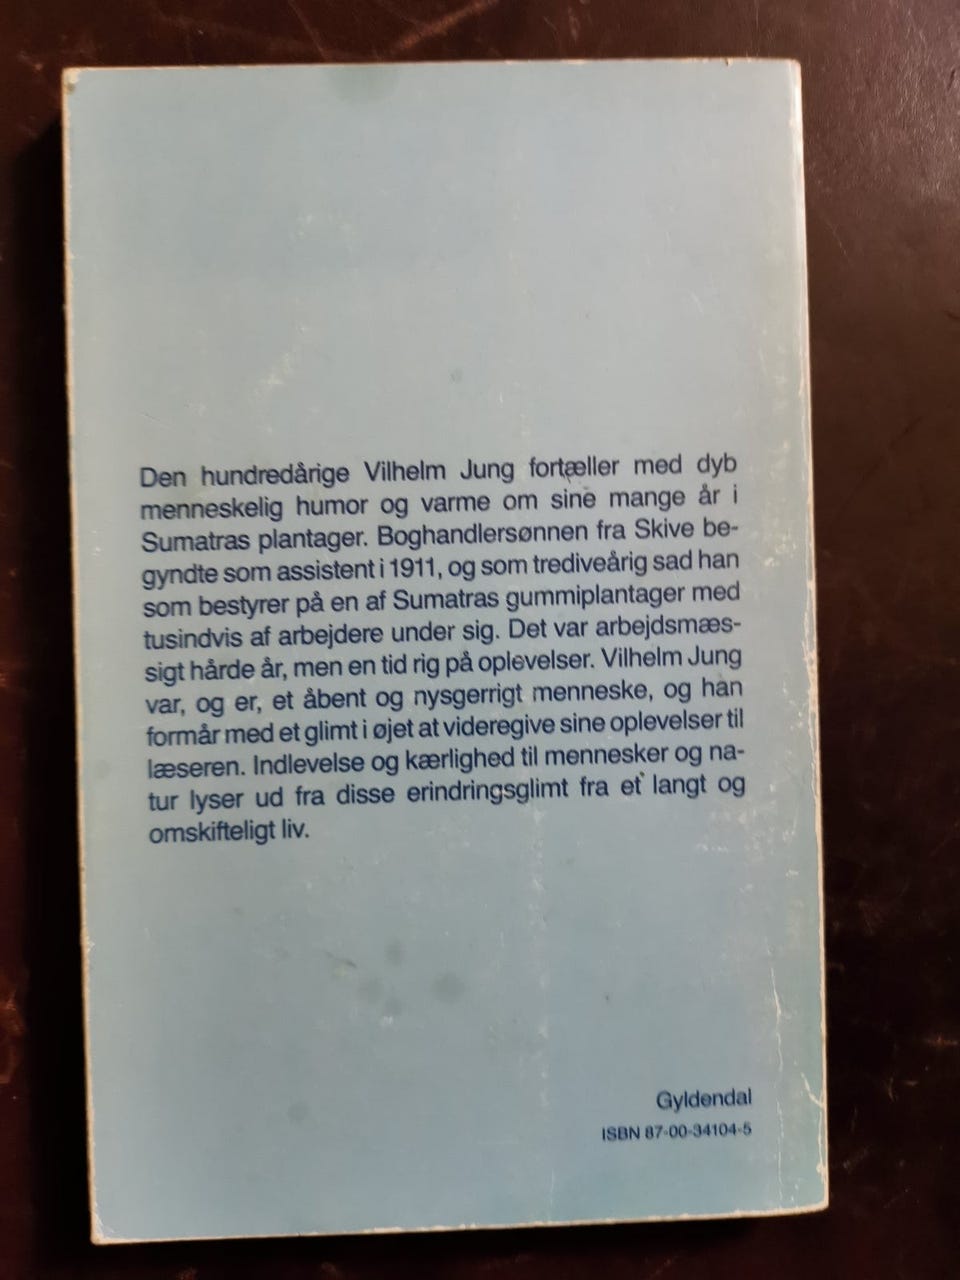 Den hundredårige Vilhelm Jung fortæller med dyb
menneskelig humor og varme om sine mange år i
Sumatras plantager. Boghandlersønnen fra Skive be-
gyndte som assistent i 1911, og som trediveårig sad han
som bestyrer på en af Sumatras gummiplantager med
tusindvis af arbejdere under sig. Det var arbejdsmæs-
sigt hårde år, men en tid rig på oplevelser. Vilhelm Jung
var, og er, et åbent og nysgerrigt menneske, og han
formår med et glimt i øjet at videregive sine oplevelser til
læseren. Indlevelse og kærlighed til mennesker og na-
tur lyser ud fra disse erindringsglimt fra et langt og
omskifteligt liv.
Gyldendal
ISBN 87-00-34104-5